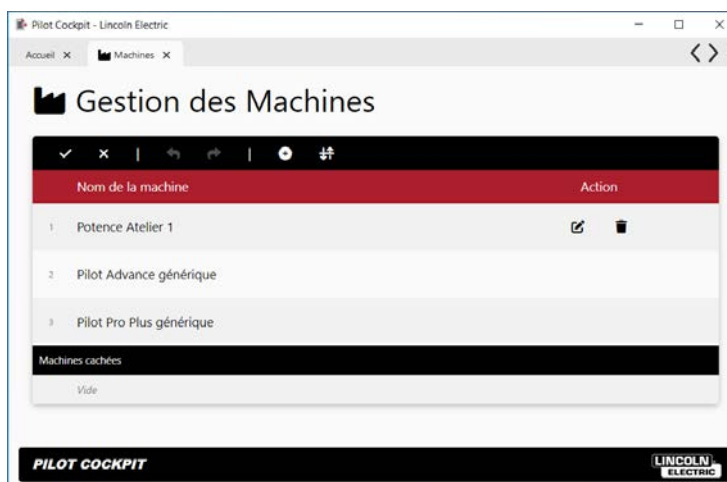 Pilot Cockpit - Lincoln Electric
Accueil
Machines
Gestion des Machines
Nom de la machine Action
1 Potence Atelier 1
2 Pilot Advance générique
3 Pilot Pro Plus générique
Machines cachées
Vide
PILOT COCKPIT
LINCOLN
ELECTRIC